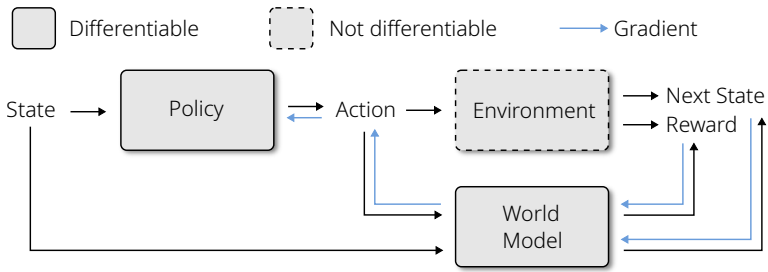 Differentiable
Not differentiable
Gradient
State
Policy
Action
Environment
Next State
Reward
World
Model